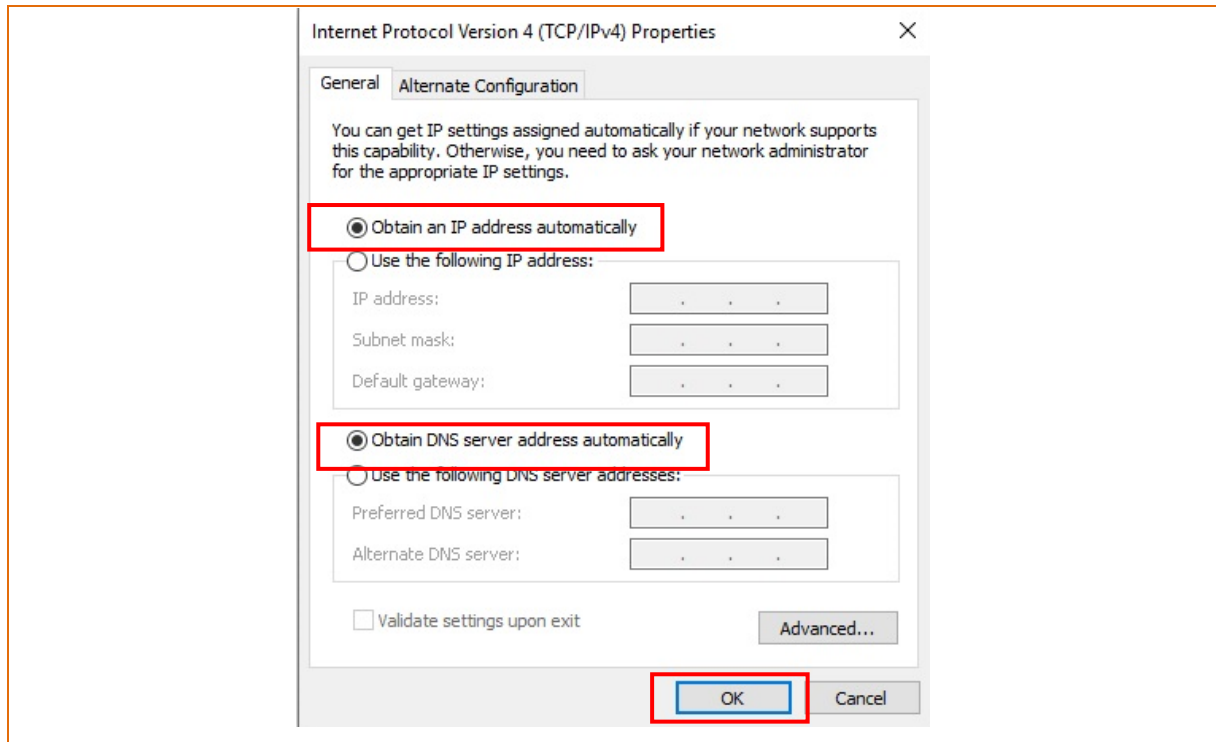 Internet Protocol Version 4 (TCP/IPv4) Properties
General
Alternate Configuration
You can get IP settings assigned automatically if your network supports
this capability. Otherwise, you need to ask your network administrator
for the appropriate IP settings.
Obtain an IP address automatically
Use the following IP address:
IP address:
Subnet mask:
Default gateway:
Obtain DNS server address automatically
Use the following DNS server addresses:
Preferred DNS server:
Alternate DNS server:
Validate settings upon exit
Advanced...
OK
Cancel